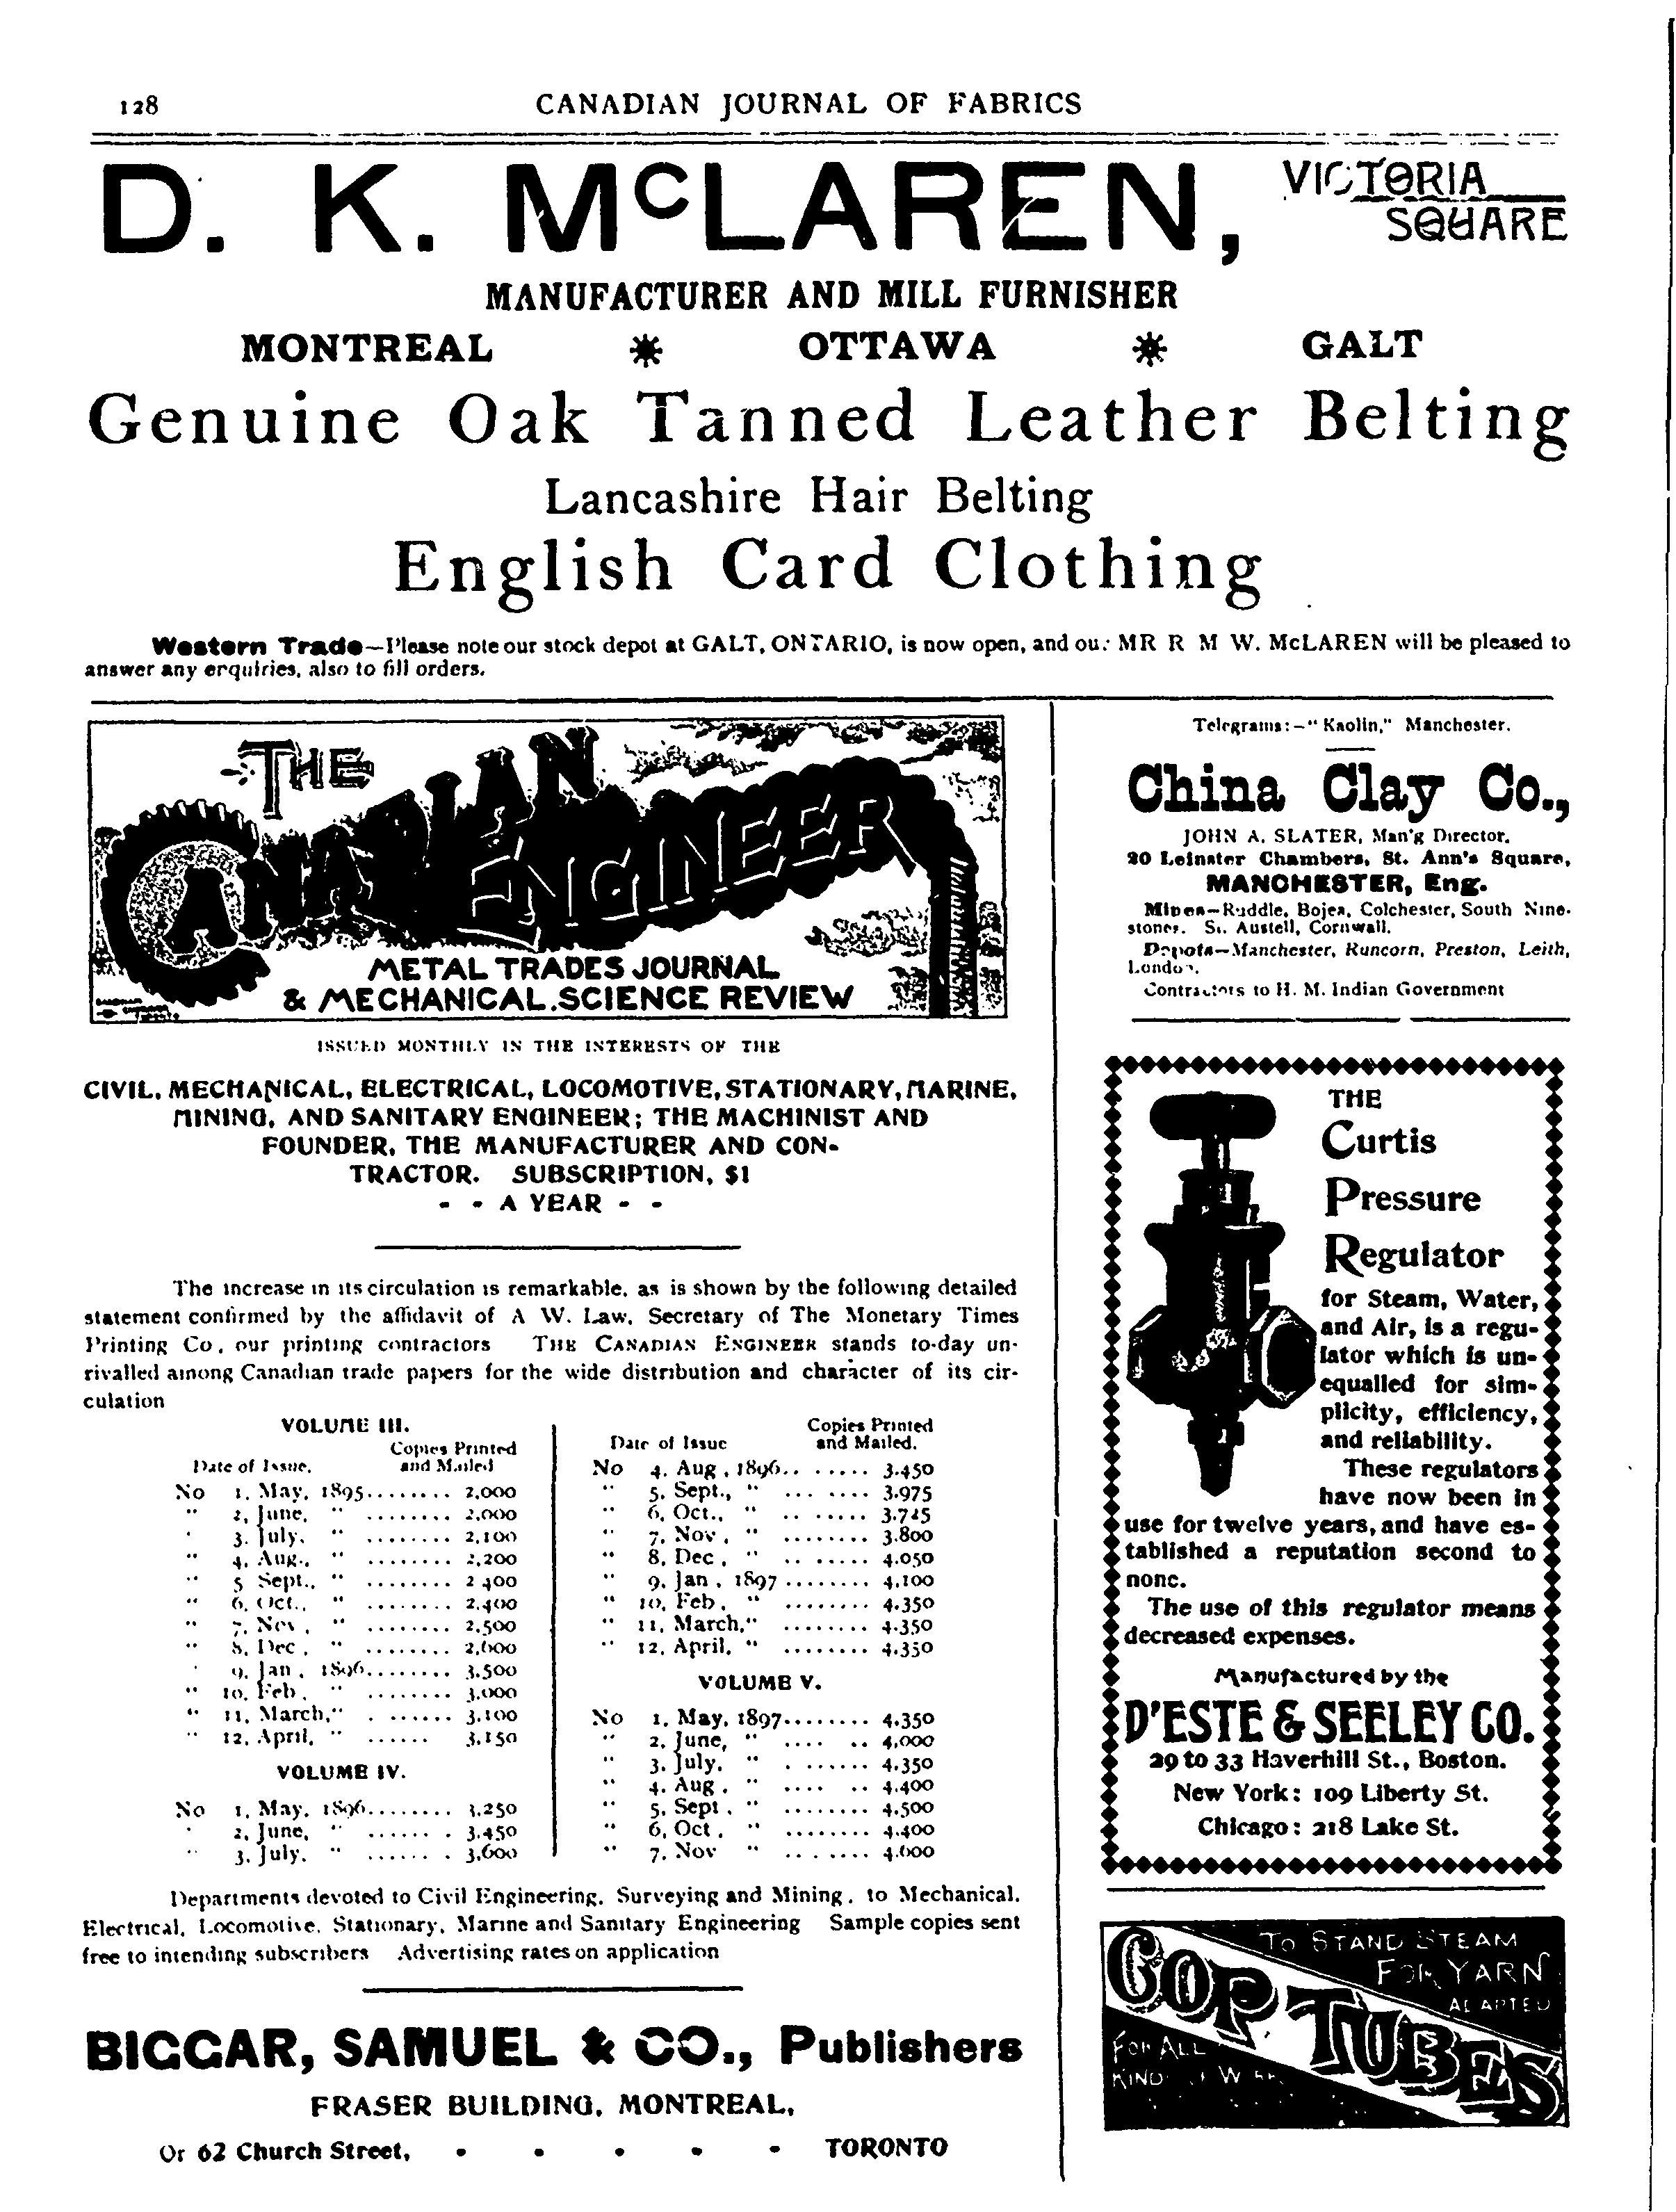 128
CANADIAN JOURNAL OF FABRICS
D. K. McLAREN,
VICTORIA
SQUARE
MANUFACTURER AND MILL FURNISHER
MONTREAL * OTTAWA * GALT
Genuine Oak Tanned Leather Belting
Lancashire Hair Belting
English Card Clothing
Western Trade—Please note our stock depot at GALT, ONTARIO, is now open, and our MR R M W. McLAREN will be pleased to
answer any enquiries, also to fill orders.
THE
CANADIAN
ENGINEER
METAL TRADES JOURNAL
& MECHANICAL SCIENCE REVIEW
ISSUED MONTHLY IN THE INTERESTS OF THE
CIVIL, MECHANICAL, ELECTRICAL, LOCOMOTIVE, STATIONARY, MARINE,
MINING, AND SANITARY ENGINEER; THE MACHINIST AND
FOUNDER, THE MANUFACTURER AND CON-
TRACTOR. SUBSCRIPTION, $1
- - A YEAR - -
The increase in its circulation is remarkable, as is shown by the following detailed
statement confirmed by the affidavit of A W. Law, Secretary of The Monetary Times
Printing Co, our printing contractors THE CANADIAN ENGINEER stands to-day un-
rivalled among Canadian trade papers for the wide distribution and character of its cir-
culation
VOLUME III.
Date of Issue. Copies Printed
and Mailed
No 1, May, 1895........ 2,000
" 2, June, " ........ 2,000
" 3, July, " ........ 2,100
" 4, Aug., " ........ 2,200
" 5 Sept., " ........ 2 400
" 6, Oct., " ........ 2,400
" 7, Nov, " ........ 2,500
" 8, Dec, " ........ 2,600
" 9, Jan, 1896........ 3,500
" 10, Feb, " ........ 3,000
" 11, March, " ...... 3,100
" 12, April, " ...... 3,150
VOLUME IV.
No 1, May, 1896........ 3,250
" 2, June, " ...... 3,450
" 3, July, " ...... 3,600
Date of Issue Copies Printed
and Mailed.
No 4, Aug, 1896.. ..... 3,450
" 5, Sept., " ... .... 3,975
" 6, Oct., " .. ..... 3,725
" 7, Nov, " ........ 3,800
" 8, Dec, " .. ...... 4,050
" 9, Jan, 1897 ........ 4,100
" 10, Feb, " ........ 4,350
" 11, March, " ........ 4,350
" 12, April, " ........ 4,350
VOLUME V.
No 1, May, 1897........ 4,350
" 2, June, " .... .. 4,000
" 3, July, " . ...... 4,350
" 4, Aug, " .... .. 4,400
" 5, Sept, " ........ 4,500
" 6, Oct, " ........ 4,400
" 7, Nov " .. ...... 4,600
Departments devoted to Civil Engineering, Surveying and Mining, to Mechanical,
Electrical, Locomotive, Stationary, Marine and Sanitary Engineering Sample copies sent
free to intending subscribers Advertising rates on application
BIGGAR, SAMUEL & CO., Publishers
FRASER BUILDING, MONTREAL,
Or 62 Church Street, - - - - - TORONTO
Telegrams:—"Kaolin," Manchester.
China Clay Co.,
JOHN A. SLATER, Man'g Director.
20 Leinster Chambers, St. Ann's Square,
MANCHESTER, Eng.
Mines—Ruddle, Bojea, Colchester, South Nine-
stones. St. Austell, Cornwall.
Depots—Manchester, Runcorn, Preston, Leith,
London.
Contractors to H. M. Indian Government
THE
Curtis
Pressure
Regulator
for Steam, Water,
and Air, is a regu-
lator which is un-
equalled for sim-
plicity, efficiency,
and reliability.
These regulators
have now been in
use for twelve years, and have es-
tablished a reputation second to
none.
The use of this regulator means
decreased expenses.
Manufactured by the
D'ESTE & SEELEY CO.
29 to 33 Haverhill St., Boston.
New York: 109 Liberty St.
Chicago: 218 Lake St.
TO STAND STEAM
FOR YARN
ADAPTED
COP TUBES
FOR ALL
KINDS OF